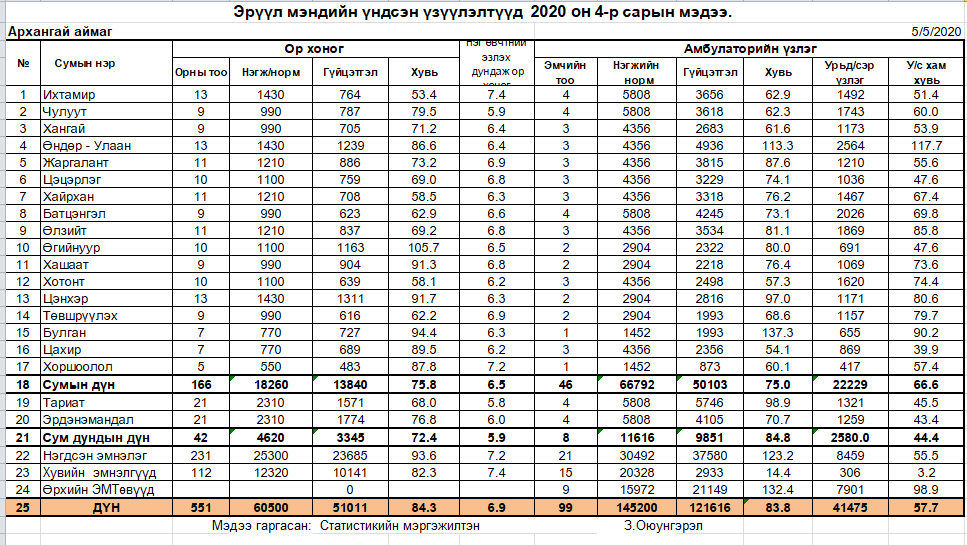 Эрүүл мэндийн үндсэн үзүүлэлтүүд 2020 он 4-р сарын мэдээ.
Архангай аймаг 5/5/2020
№ Сумын нэр Ор хоног нэг өвчтний эзлэх дундаж ор хоног Амбулаторийн үзлэг
Орны тоо Нэгж/норм Гүйцэтгэл Хувь Эмчийн тоо Нэгжийн норм Гүйцэтгэл Хувь Урьд/сэр үзлэг У/с хам хувь
1 Ихтамир 13 1430 764 53.4 7.4 4 5808 3656 62.9 1492 51.4
2 Чулуут 9 990 787 79.5 5.9 4 5808 3618 62.3 1743 60.0
3 Хангай 9 990 705 71.2 6.4 3 4356 2683 61.6 1173 53.9
4 Өндөр - Улаан 13 1430 1239 86.6 6.4 3 4356 4936 113.3 2564 117.7
5 Жаргалант 11 1210 886 73.2 6.3 3 4356 3815 87.6 1210 55.6
6 Цэцэрлэг 10 1100 759 69.0 6.8 3 4356 3229 74.1 1036 47.6
7 Хайрхан 11 1210 708 58.5 6.3 3 4356 3318 76.2 1467 67.4
8 Батцэнгэл 9 990 623 62.9 6.6 4 5808 4245 73.1 2026 69.8
9 Өлзийт 11 1210 837 69.2 6.8 3 4356 3534 81.1 1869 85.8
10 Өгийнуур 10 1100 1163 105.7 6.5 2 2904 2322 80.0 691 47.6
11 Хашаат 9 990 904 91.3 6.8 2 2904 2218 76.4 1069 73.6
12 Хотонт 10 1100 639 58.1 6.2 3 4356 2498 57.3 1620 74.4
13 Цэнхэр 13 1430 1311 91.7 6.3 2 2904 2816 97.0 1171 80.6
14 Төвшрүүлэх 9 990 616 62.2 6.9 2 2904 1993 68.6 1157 79.7
15 Булган 7 770 727 94.4 6.3 1 1452 1993 137.3 655 90.2
16 Цахир 7 770 689 89.5 6.2 3 4356 2356 54.1 869 39.9
17 Хоршоолол 5 550 483 87.8 7.2 1 1452 873 60.1 417 57.4
18 Сумын дүн 166 18260 13840 75.8 6.5 46 66792 50103 75.0 22229 66.6
19 Тариат 21 2310 1571 68.0 5.8 4 5808 5746 98.9 1321 45.5
20 Эрдэнэмандал 21 2310 1774 76.8 6.0 4 5808 4105 70.7 1259 43.4
21 Сум дундын дүн 42 4620 3345 72.4 5.9 8 11616 9851 84.8 2580.0 44.4
22 Нэгдсэн эмнэлэг 231 25300 23685 93.6 7.2 21 30492 37580 123.2 8459 55.5
23 Хувийн эмнэлгүүд 112 12320 10141 82.3 7.4 15 20328 2933 14.4 306 3.2
24 Өрхийн ЭМТөвүүд 0 9 15972 21149 132.4 7901 98.9
25 ДҮН 551 60500 51011 84.3 6.9 99 145200 121616 83.8 41475 57.7
Мэдээ гаргасан: Статистикийн мэргэжилтэн З.Оюунгэрэл